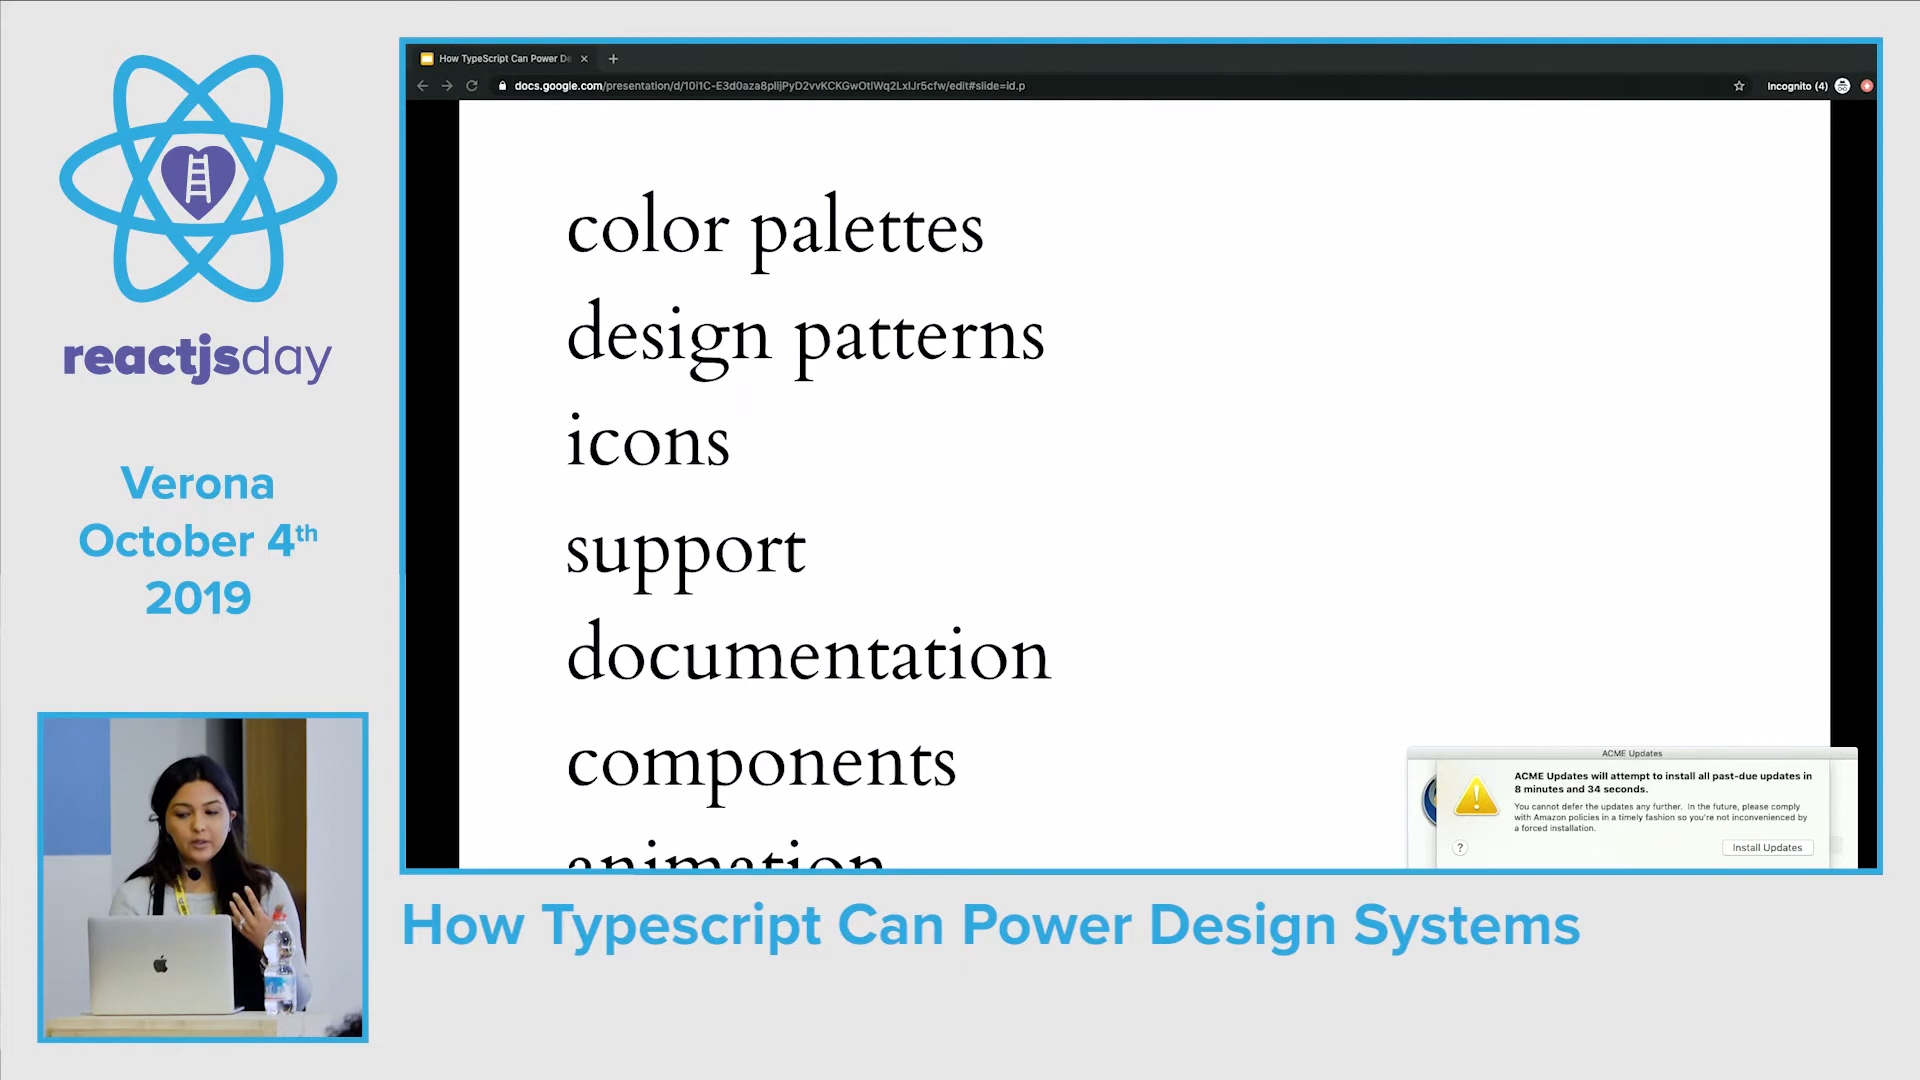 reactjsday
Verona
October 4th
2019
How TypeScript Can Power De
docs.google.com/presentation/d/10i1C-E3d0aza8plijPyD2vvKCKGwOtlWq2LxlJr5cfw/edit#slide=id.p
Incognito (4)
color palettes
design patterns
icons
support
documentation
components
animation
ACME Updates
ACME Updates will attempt to install all past-due updates in
8 minutes and 34 seconds.
You cannot defer the updates any further. In the future, please comply
with Amazon policies in a timely fashion so you're not inconvenienced by
a forced installation.
?
Install Updates
How Typescript Can Power Design Systems